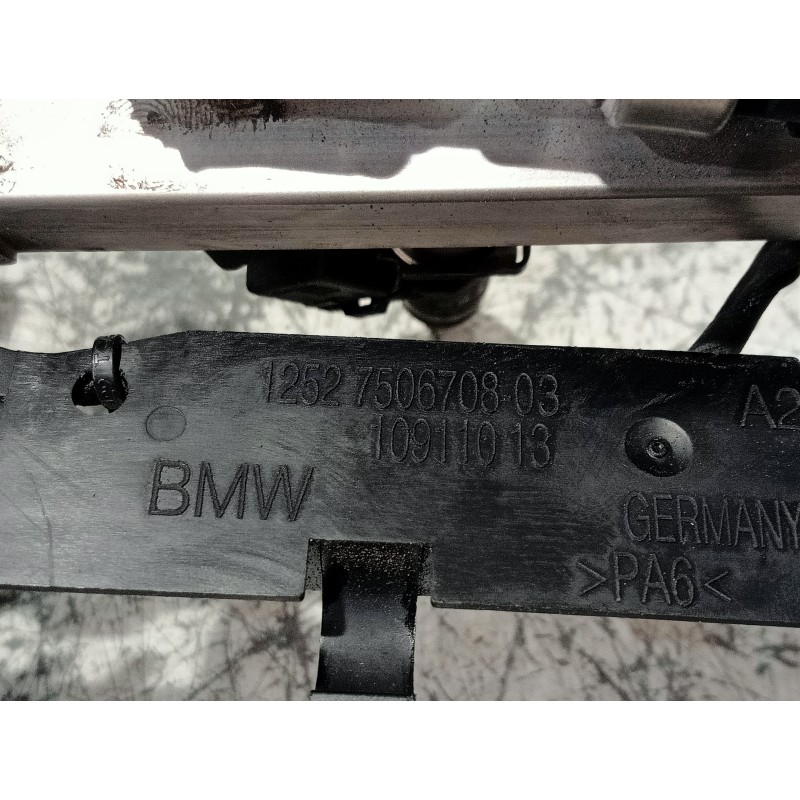 1252 7506708-03
10911013
A2
BMW
GERMANY
>PA6<